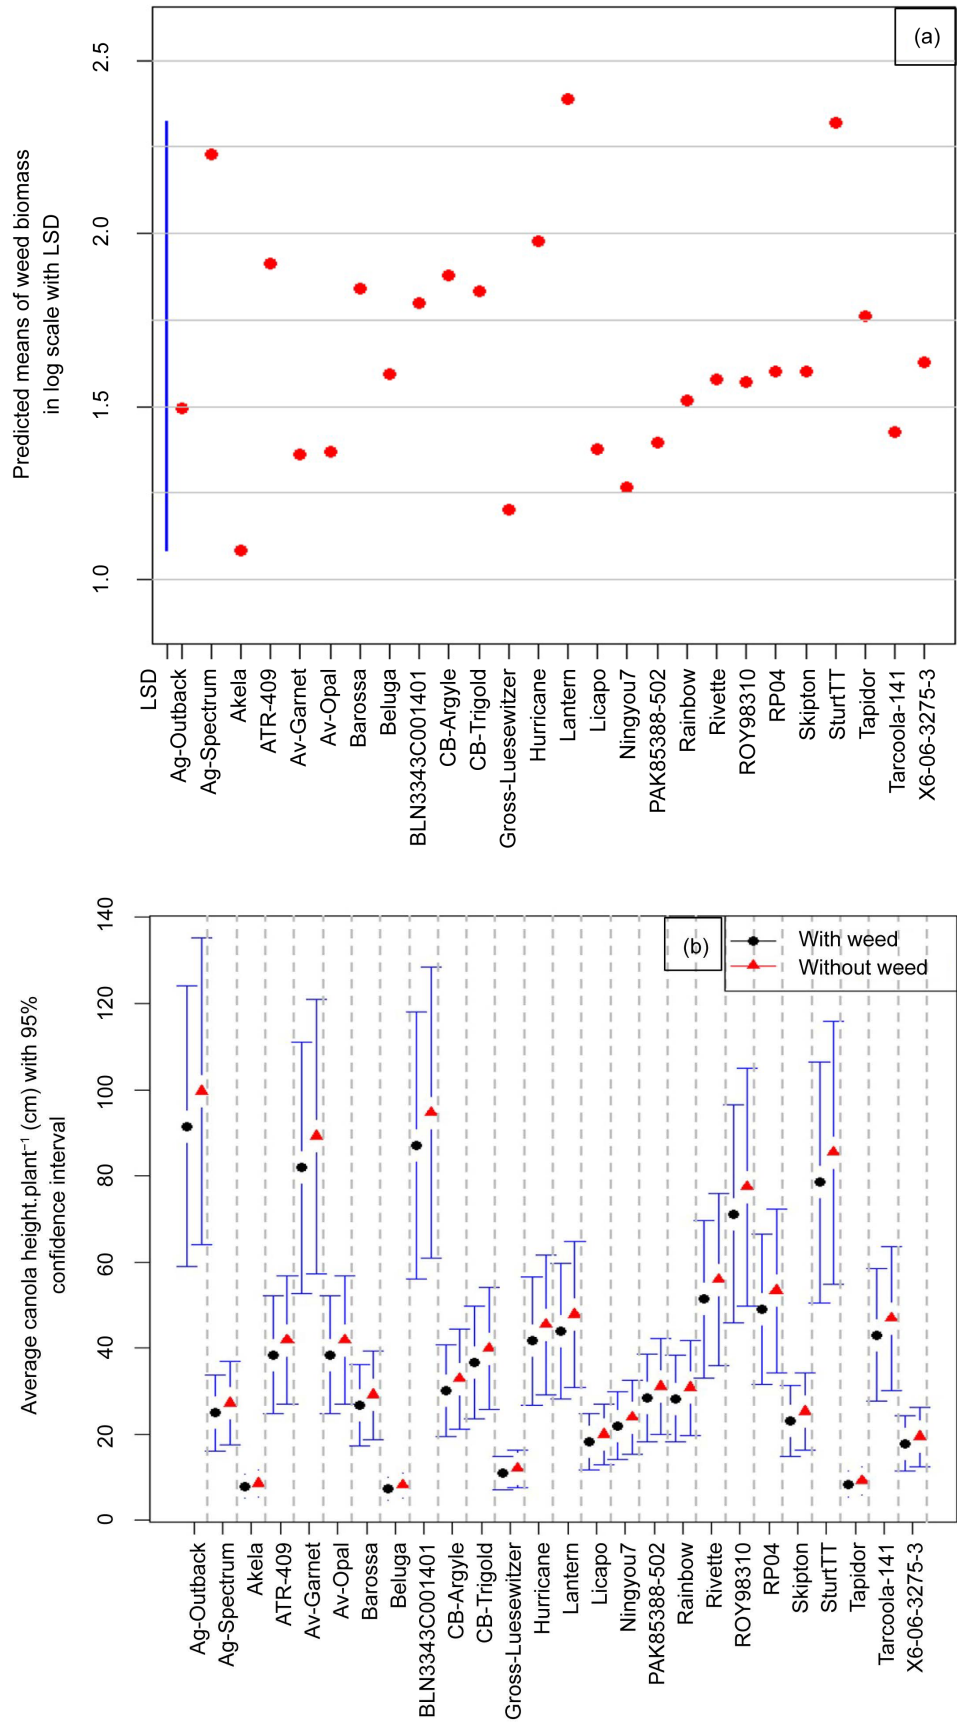 (a)
Predicted means of weed biomass
in log scale with LSD
2.5
2.0
1.5
1.0
LSD
Ag-Outback
Ag-Spectrum
Akela
ATR-409
Av-Garnet
Av-Opal
Barossa
Beluga
BLN3343C001401
CB-Argyle
CB-Trigold
Gross-Luesewitzer
Hurricane
Lantern
Licapo
Ningyou7
PAK85388-502
Rainbow
Rivette
ROY98310
RP04
Skipton
SturtTT
Tapidor
Tarcoola-141
X6-06-3275-3
(b)
With weed
Without weed
Average canola height.plant⁻¹ (cm) with 95%
confidence interval
140
120
100
80
60
40
20
0
Ag-Outback
Ag-Spectrum
Akela
ATR-409
Av-Garnet
Av-Opal
Barossa
Beluga
BLN3343C001401
CB-Argyle
CB-Trigold
Gross-Luesewitzer
Hurricane
Lantern
Licapo
Ningyou7
PAK85388-502
Rainbow
Rivette
ROY98310
RP04
Skipton
SturtTT
Tapidor
Tarcoola-141
X6-06-3275-3